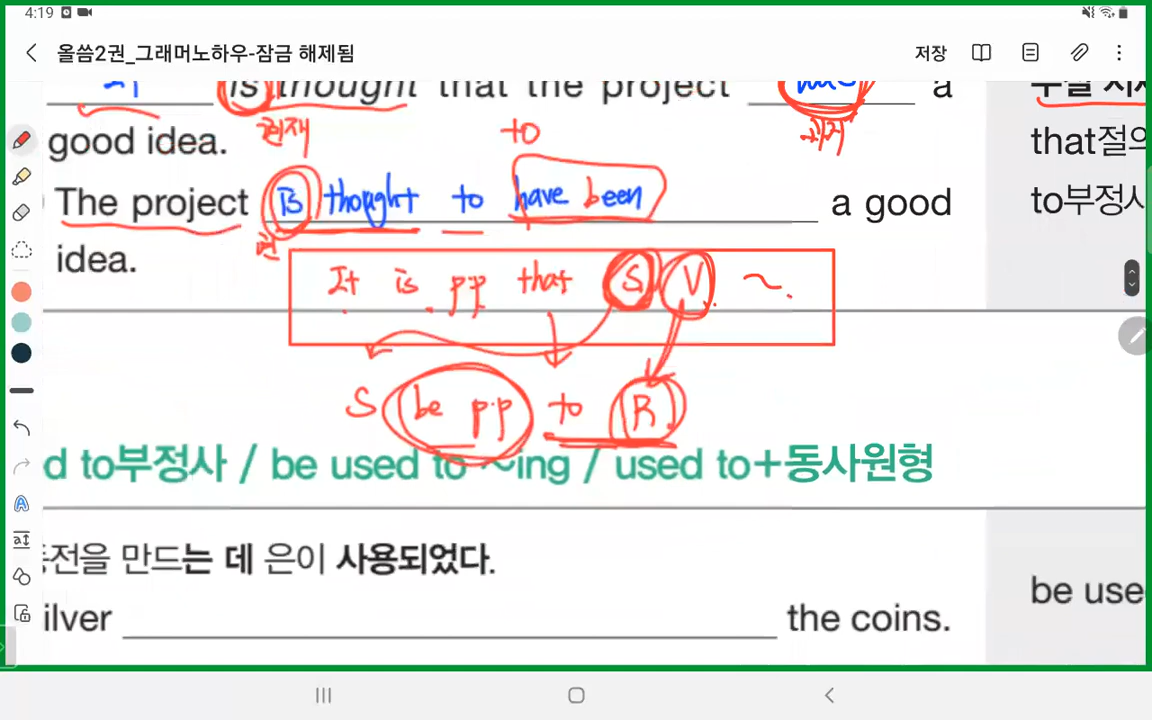 4:19
올씀2권_그래머노하우-잠금 해제됨 저장
is thought that the project a
현재 과거
to
good idea. that절의
The project is thought to have been a good to부정사
idea.
It is pp that S V ~.
S be pp to R
d to부정사 / be used to ~ing / used to+동사원형
동전을 만드는 데 은이 사용되었다.
ilver the coins. be use